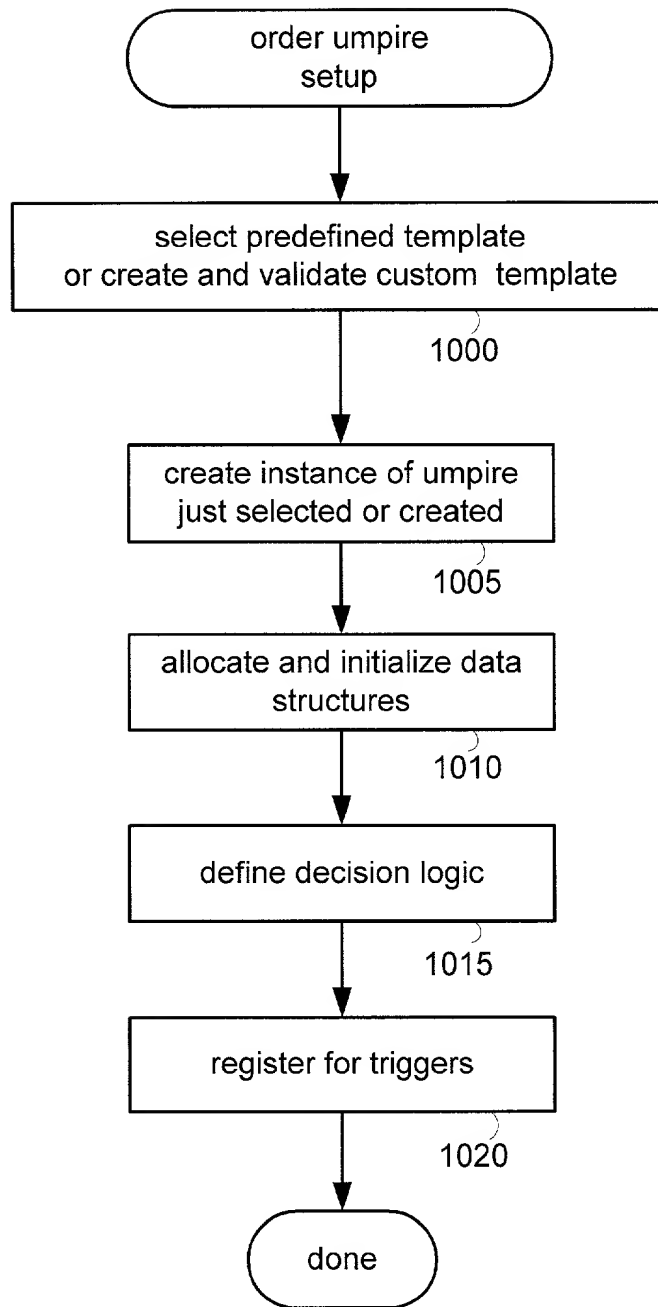 order umpire
setup
select predefined template
or create and validate custom template
1000
create instance of umpire
just selected or created
1005
allocate and initialize data
structures
1010
define decision logic
1015
register for triggers
1020
done